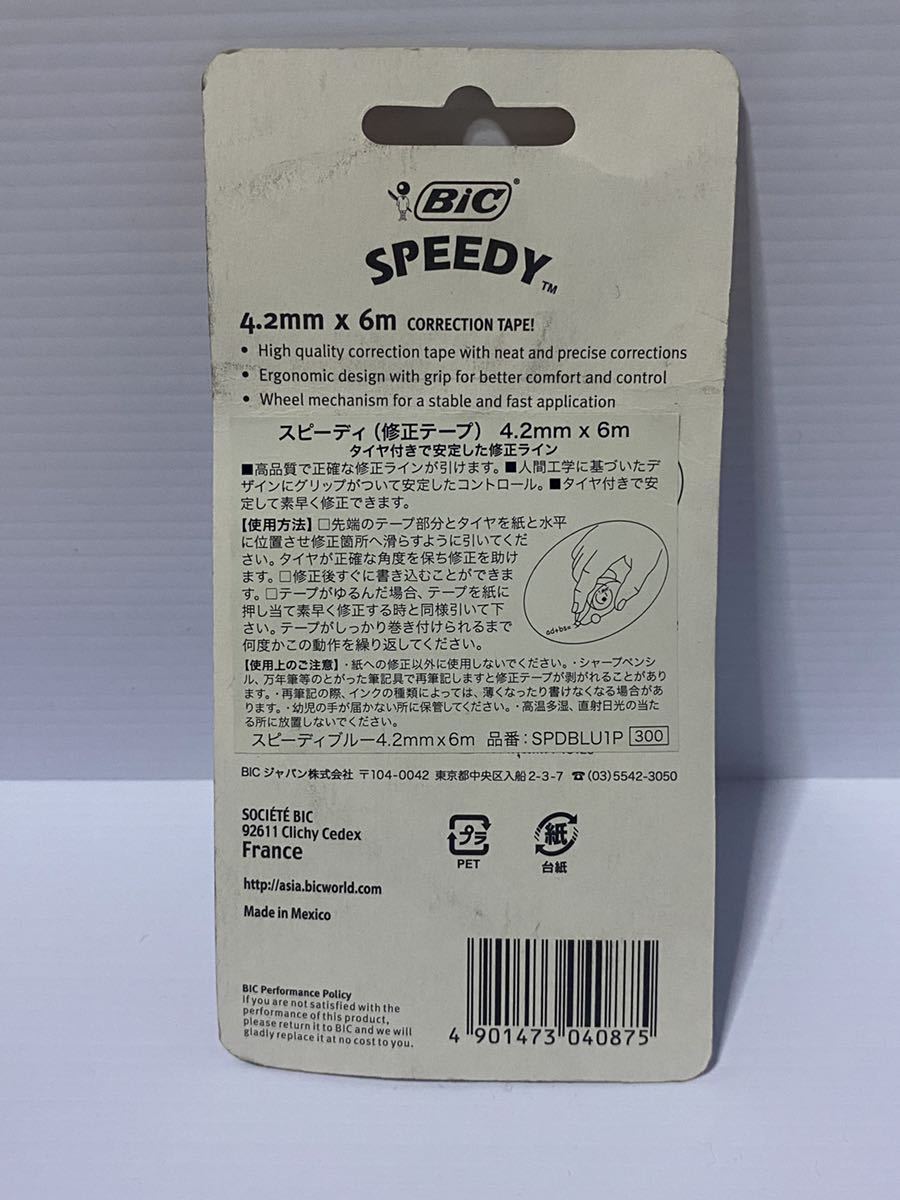 BiC®
SPEEDY™
4.2mm x 6m CORRECTION TAPE!
• High quality correction tape with neat and precise corrections
• Ergonomic design with grip for better comfort and control
• Wheel mechanism for a stable and fast application
スピーディ（修正テープ） 4.2mm x 6m
タイヤ付きで安定した修正ライン
■高品質で正確な修正ラインが引けます。■人間工学に基づいたデ
ザインにグリップがついて安定したコントロール。■タイヤ付きで安
定して素早く修正できます。
【使用方法】□先端のテープ部分とタイヤを紙と水平
に位置させ修正箇所へ滑らすように引いてくだ
さい。タイヤが正確な角度を保ち修正を助け
ます。□修正後すぐに書き込むことができま
す。□テープがゆるんだ場合、テープを紙に
押し当て素早く修正する時と同様引いて下
さい。テープがしっかり巻き付けられるまで
何度かこの動作を繰り返してください。
ad+bs=
【使用上のご注意】・紙への修正以外に使用しないでください。・シャープペンシ
ル、万年筆等のとがった筆記具で再筆記しますと修正テープが剥がれることがあり
ます。・再筆記の際、インクの種類によっては、薄くなったり書けなくなる場合があ
ります。・幼児の手が届かない所に保管してください。・高温多湿、直射日光の当た
る所に放置しないでください。
スピーディブルー4.2mmx6m 品番：SPDBLU1P 300
BIC ジャパン株式会社 〒104-0042 東京都中央区入船2-3-7 ☎(03)5542-3050
SOCIÉTÉ BIC
92611 Clichy Cedex
France
プラ
PET
紙
台紙
http://asia.bicworld.com
Made in Mexico
BIC Performance Policy
If you are not satisfied with the
performance of this product,
please return it to BIC and we will
gladly replace it at no cost to you.
4 901473 040875